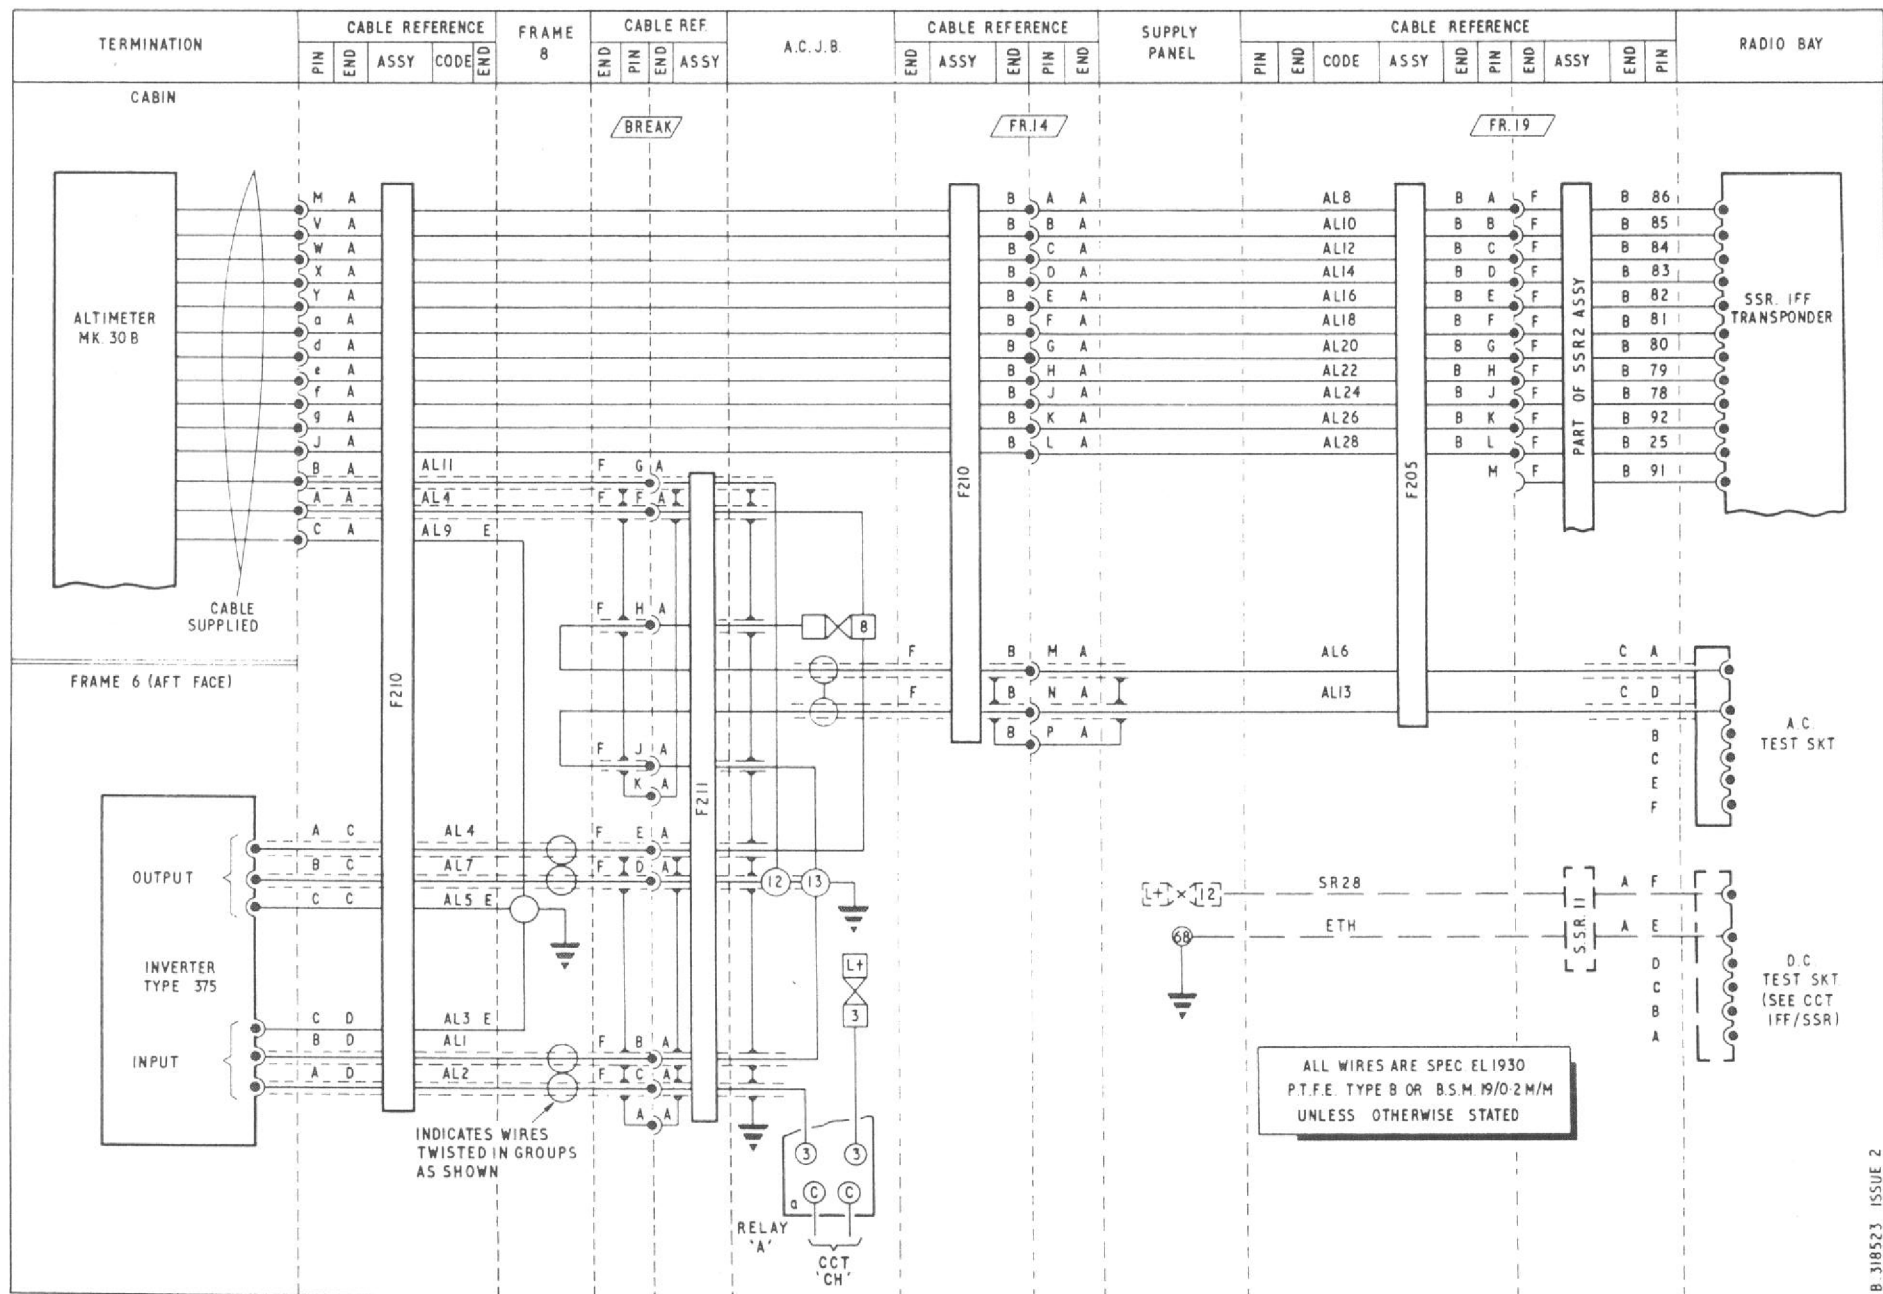 TERMINATION
CABLE REFERENCE
PIN END ASSY CODE END
FRAME
8
CABLE REF.
END PIN END ASSY
A.C.J.B.
CABLE REFERENCE
END ASSY END PIN END
SUPPLY
PANEL
CABLE REFERENCE
PIN END CODE ASSY END PIN END ASSY END PIN
RADIO BAY
CABIN
BREAK
FR.14
FR.19
M A B A A AL8 B A F B 86
V A B B A AL10 B B F B 85
W A B C A AL12 B C F B 84
X A B D A AL14 B D F B 83
Y A B E A AL16 B E F B 82
a A B F A AL18 B F F B 81
d A B G A AL20 B G F B 80
e A B H A AL22 B H F B 79
f A B J A AL24 B J F B 78
g A B K A AL26 B K F B 92
J A B L A AL28 B L F B 25
B A AL11 F G A M F B 91
A A AL4 F F A
C A AL9 E
ALTIMETER
MK.30B
SSR. IFF
TRANSPONDER
PART OF SSR2 ASSY
F210
F205
CABLE
SUPPLIED
F H A 8
F B M A AL6 C A
FRAME 6 (AFT FACE)
F B N A AL13 C D
B P A
F210
F211
F J A
K A
B
C
E
F
A.C.
TEST SKT
A C AL4 F E A
B C AL7 F D A
C C AL5 E
OUTPUT
12 13
L+ × 12
SR28
A F
68
ETH
A E
S.S.R.11
D
C
B
A
D.C
TEST SKT.
(SEE CCT
IFF/SSR)
INVERTER
TYPE 375
L+
3
C D AL3 E
B D AL1 F B A
A D AL2 F C A
A A
INPUT
INDICATES WIRES
TWISTED IN GROUPS
AS SHOWN
ALL WIRES ARE SPEC EL1930
P.T.F.E. TYPE B OR B.S.M. 19/0·2 M/M
UNLESS OTHERWISE STATED
3 3
C C
a
RELAY
'A'
CCT
'CH'
B.318523 ISSUE 2